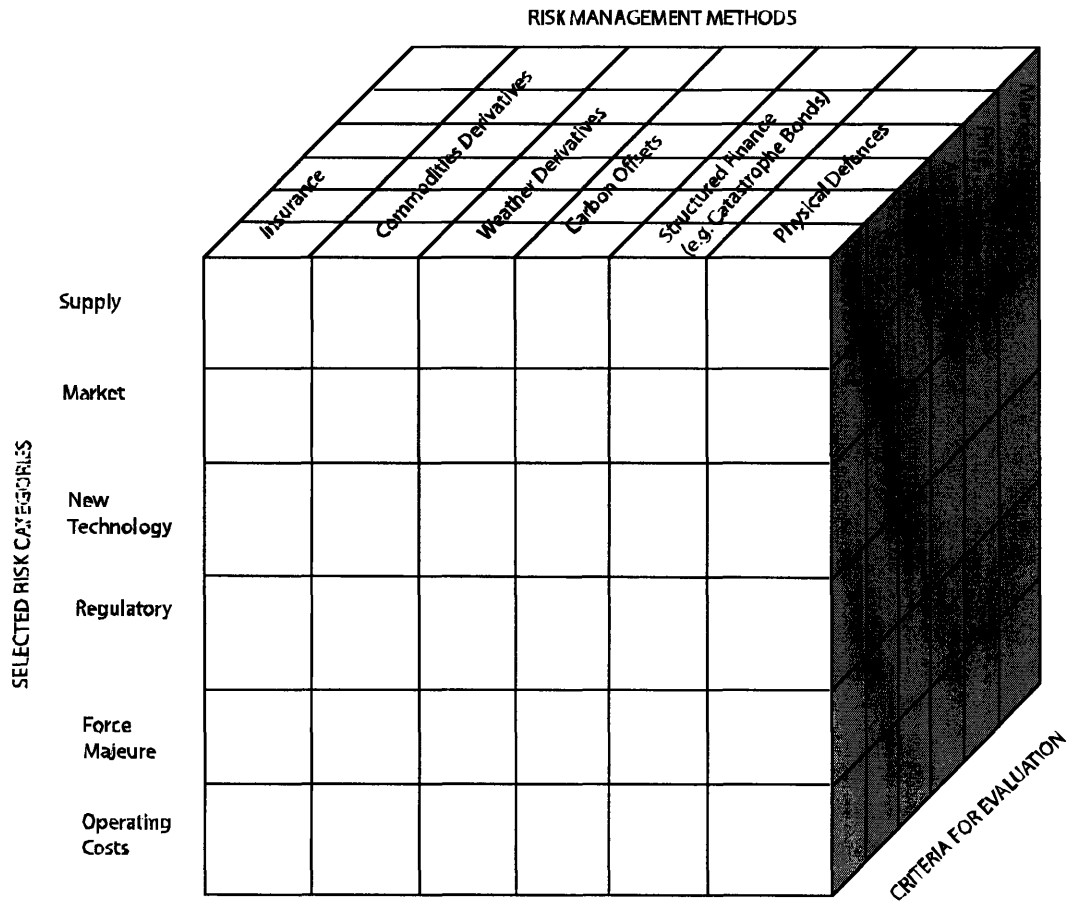 RISK MANAGEMENT METHODS
Insurance
Commodities Derivatives
Weather Derivatives
Carbon Offsets
Structured Finance
(e.g. Catastrophe Bonds)
Physical Defences
Supply
Market
New
Technology
Regulatory
Force
Majeure
Operating
Costs
SELECTED RISK CATEGORIES
CRITERIA FOR EVALUATION